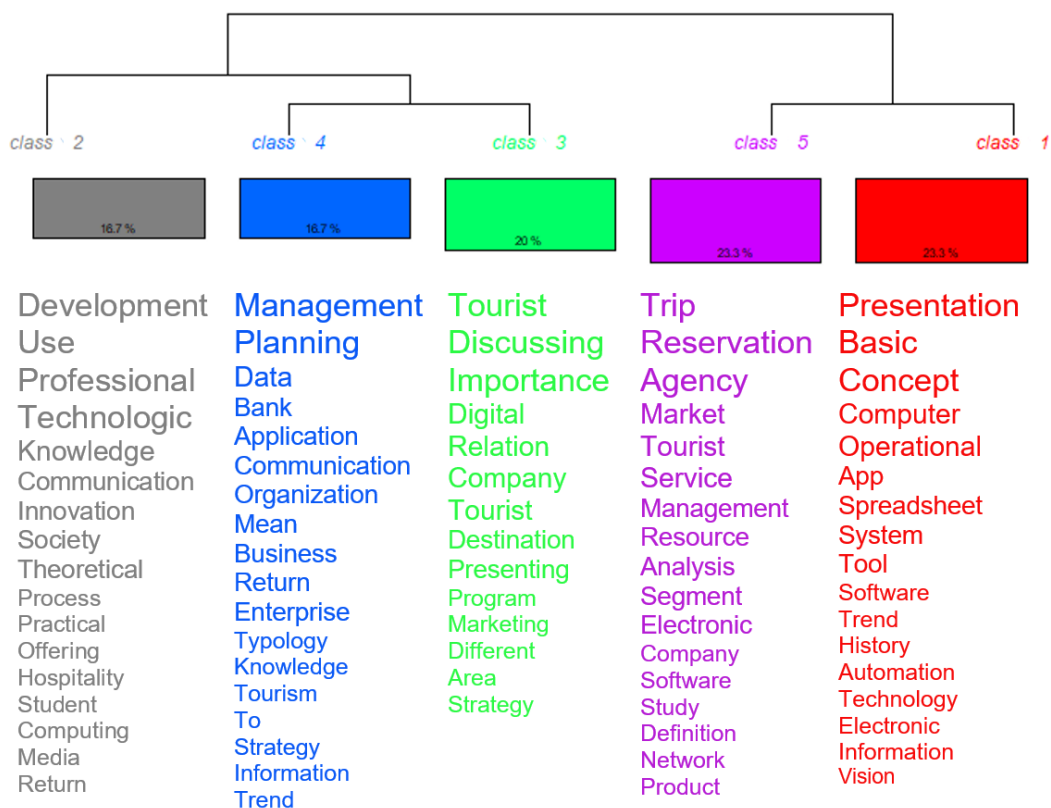 class 2
class 4
class 3
class 5
class 1
16.7 %
16.7 %
20 %
23.3 %
23.3 %
Development
Use
Professional
Technologic
Knowledge
Communication
Innovation
Society
Theoretical
Process
Practical
Offering
Hospitality
Student
Computing
Media
Return
Management
Planning
Data
Bank
Application
Communication
Organization
Mean
Business
Return
Enterprise
Typology
Knowledge
Tourism
To
Strategy
Information
Trend
Tourist
Discussing
Importance
Digital
Relation
Company
Tourist
Destination
Presenting
Program
Marketing
Different
Area
Strategy
Trip
Reservation
Agency
Market
Tourist
Service
Management
Resource
Analysis
Segment
Electronic
Company
Software
Study
Definition
Network
Product
Presentation
Basic
Concept
Computer
Operational
App
Spreadsheet
System
Tool
Software
Trend
History
Automation
Technology
Electronic
Information
Vision